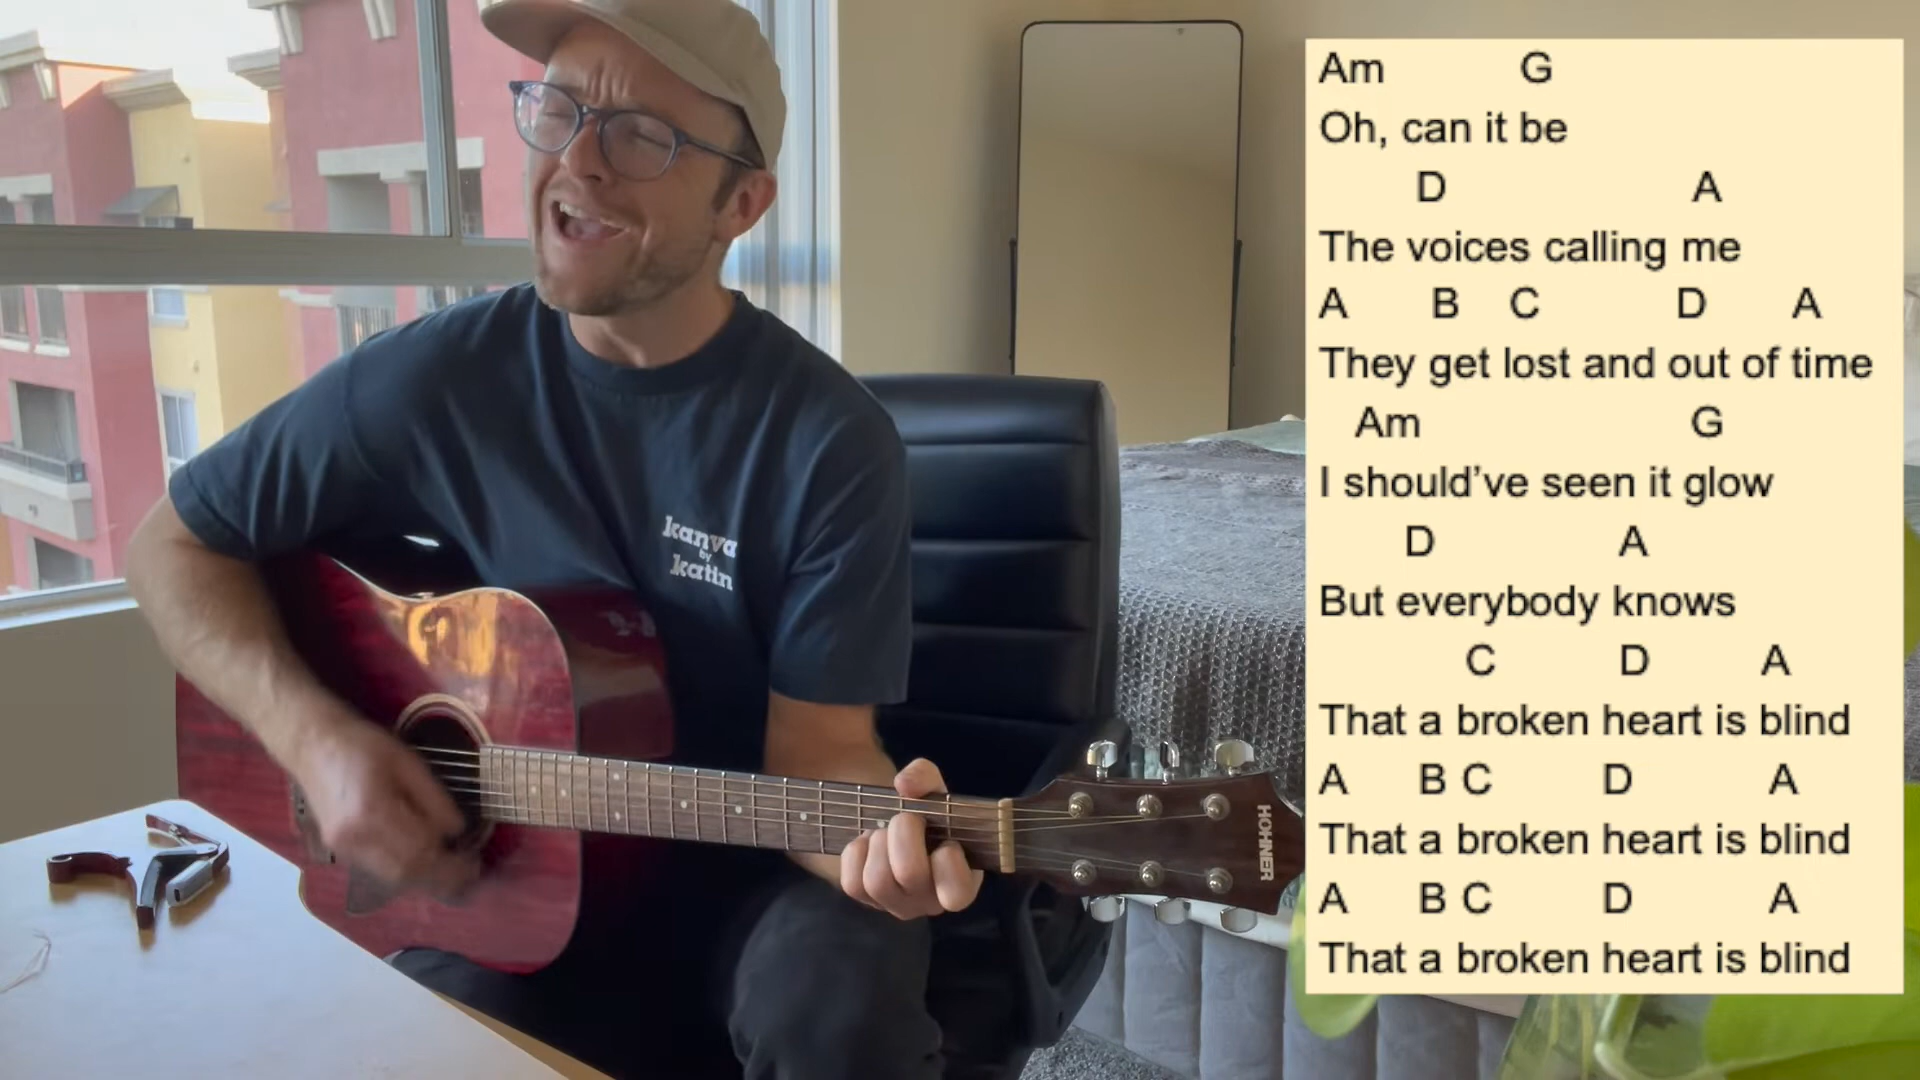 Am G
Oh, can it be
D A
The voices calling me
A B C D A
They get lost and out of time
Am G
I should’ve seen it glow
D A
But everybody knows
C D A
That a broken heart is blind
A B C D A
That a broken heart is blind
A B C D A
That a broken heart is blind
kanva
by
katin
HOHNER